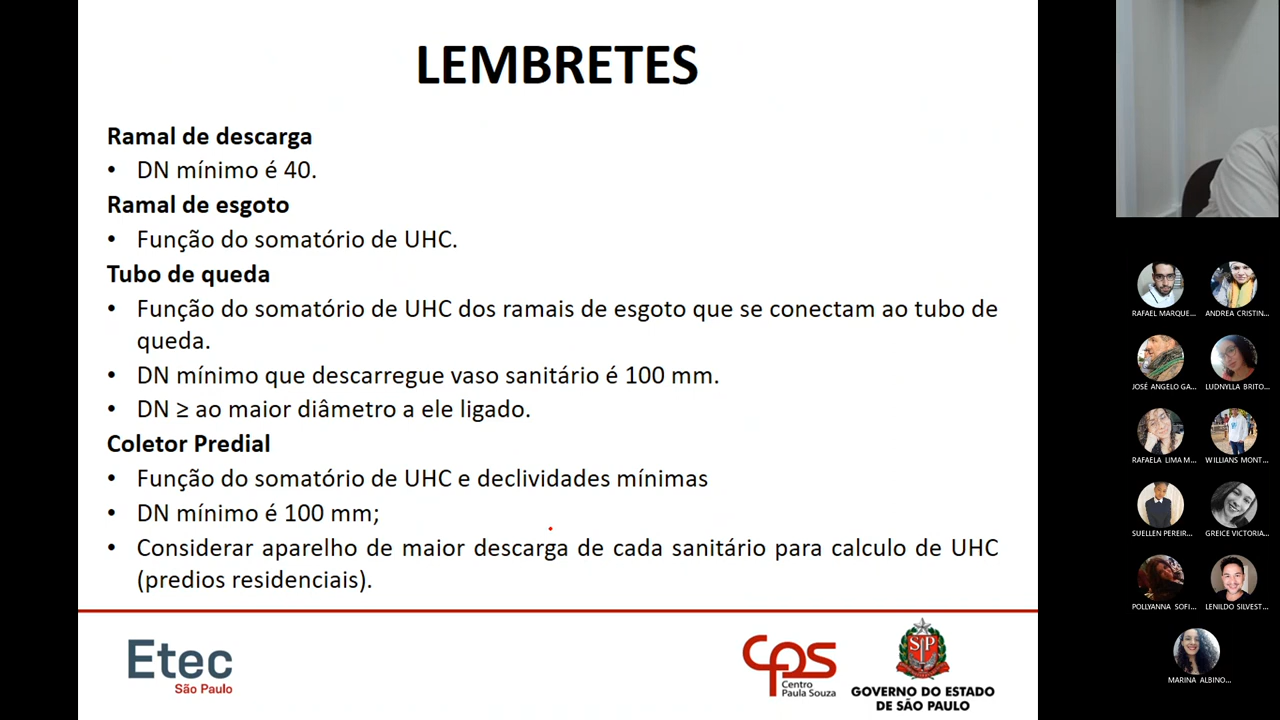 LEMBRETES
Ramal de descarga
• DN mínimo é 40.
Ramal de esgoto
• Função do somatório de UHC.
Tubo de queda
• Função do somatório de UHC dos ramais de esgoto que se conectam ao tubo de
queda.
• DN mínimo que descarregue vaso sanitário é 100 mm.
• DN ≥ ao maior diâmetro a ele ligado.
Coletor Predial
• Função do somatório de UHC e declividades mínimas
• DN mínimo é 100 mm;
• Considerar aparelho de maior descarga de cada sanitário para calculo de UHC
(predios residenciais).
Etec
São Paulo
cps
Centro
Paula Souza
SP
GOVERNO DO ESTADO
DE SÃO PAULO
RAFAEL MARQUE...
ANDREA CRISTIN...
JOSÉ ANGELO GA...
LUDNYLLA BRITO...
RAFAELA LIMA M...
WILLIANS MONT...
SUELLEN PEREIR...
GREICE VICTORIA...
POLLYANNA SOFI...
LENILDO SILVEST...
MARINA ALBINO...